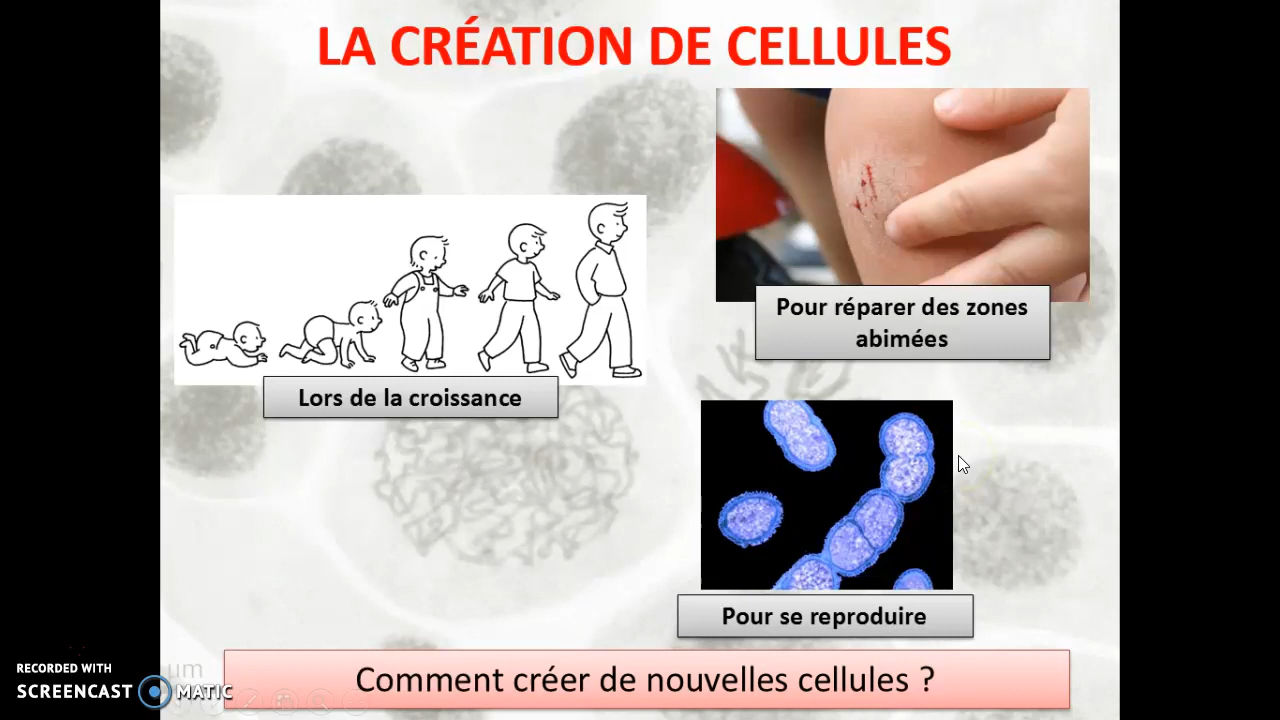 LA CRÉATION DE CELLULES
Pour réparer des zones
abimées
Lors de la croissance
Pour se reproduire
Comment créer de nouvelles cellules ?
um
RECORDED WITH
SCREENCAST MATIC